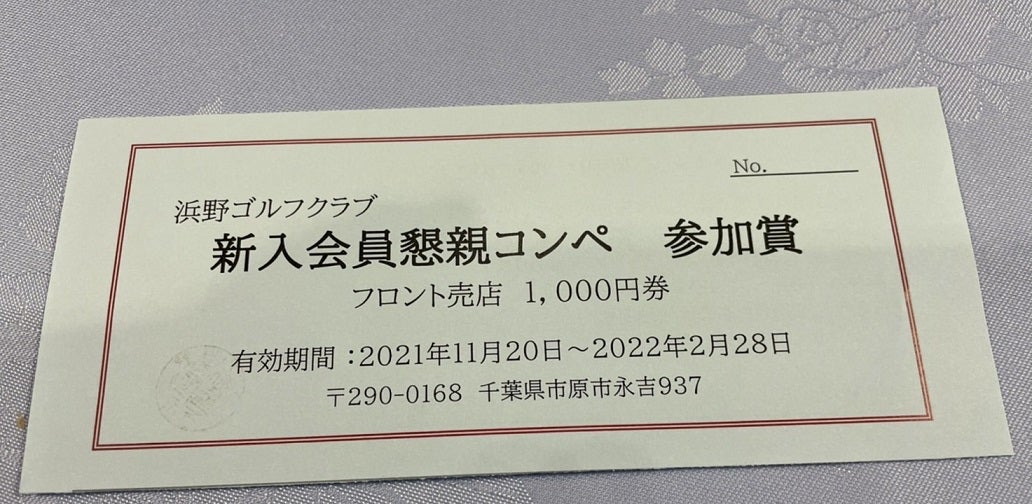 No.
浜野ゴルフクラブ
新入会員懇親コンペ　参加賞
フロント売店 1,000円券
有効期間：2021年11月20日～2022年2月28日
〒290-0168 千葉県市原市永吉937